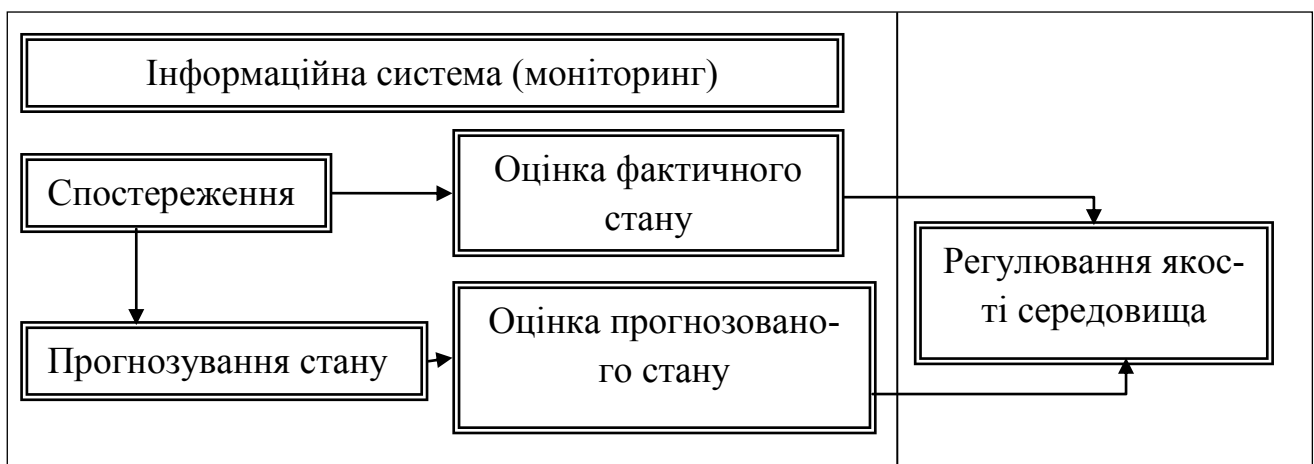 Інформаційна система (моніторинг)
Спостереження
Оцінка фактичного
стану
Прогнозування стану
Оцінка прогнозовано-
го стану
Регулювання якос-
ті середовища